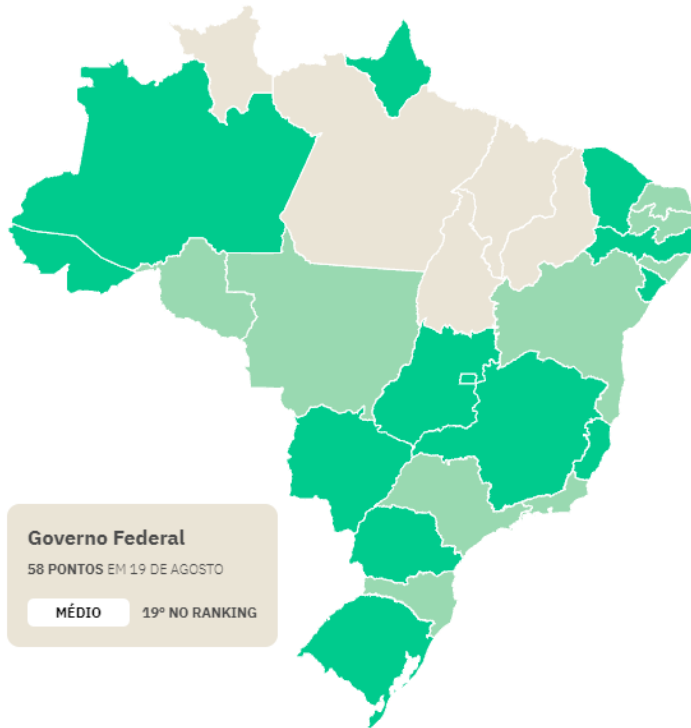 Governo Federal
58 PONTOS EM 19 DE AGOSTO
MÉDIO 19º NO RANKING